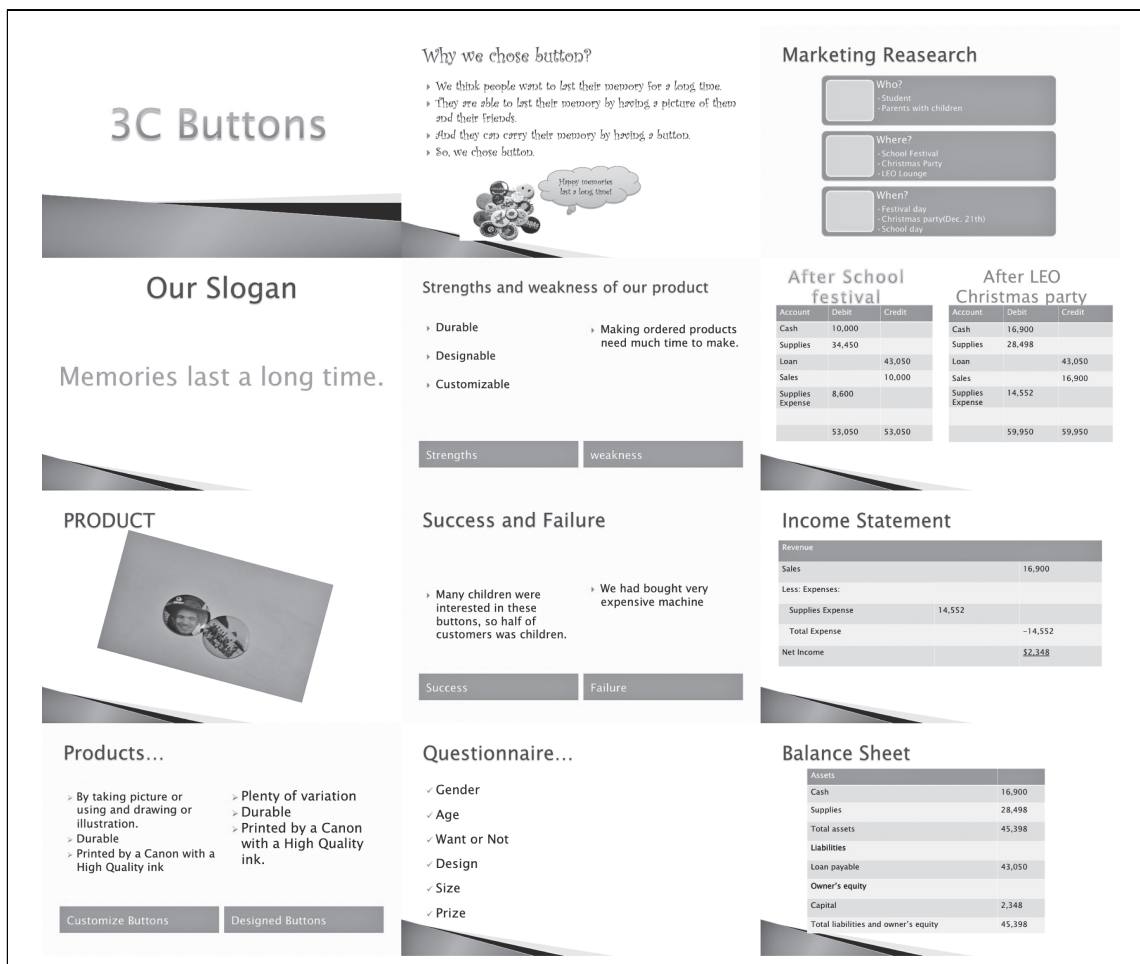 3C Buttons
Why we chose button?
We think people want to last their memory for a long time.
They are able to last their memory by having a picture of them
and their friends.
And they can carry their memory by having a button.
So, we chose button.
Happy memories
last a long time!
Marketing Reasearch
Who?
-Student
-Parents with children
Where?
-School Festival
-Christmas Party
-LEO Lounge
When?
-Festival day
-Christmas party(Dec. 21th)
-School day
Our Slogan
Memories last a long time.
Strengths and weakness of our product
Durable
Designable
Customizable
Making ordered products
need much time to make.
Strengths
weakness
After School
festival
Account Debit Credit
Cash 10,000
Supplies 34,450
Loan 43,050
Sales 10,000
Supplies 8,600
Expense
53,050 53,050
After LEO
Christmas party
Account Debit Credit
Cash 16,900
Supplies 28,498
Loan 43,050
Sales 16,900
Supplies 14,552
Expense
59,950 59,950
PRODUCT
Success and Failure
Many children were
interested in these
buttons, so half of
customers was children.
We had bought very
expensive machine
Success
Failure
Income Statement
Revenue
Sales 16,900
Less: Expenses:
Supplies Expense 14,552
Total Expense -14,552
Net Income $2,348
Products...
By taking picture or
using and drawing or
illustration.
Durable
Printed by a Canon with a
High Quality ink
Plenty of variation
Durable
Printed by a Canon
with a High Quality
ink.
Customize Buttons
Designed Buttons
Questionnaire...
Gender
Age
Want or Not
Design
Size
Prize
Balance Sheet
Assets
Cash 16,900
Supplies 28,498
Total assets 45,398
Liabilities
Loan payable 43,050
Owner's equity
Capital 2,348
Total liabilities and owner's equity 45,398